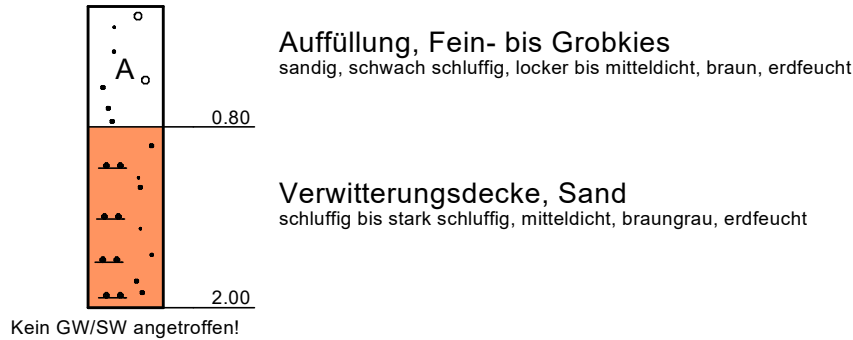 Auffüllung, Fein- bis Grobkies
sandig, schwach schluffig, locker bis mitteldicht, braun, erdfeucht
A
0.80
Verwitterungsdecke, Sand
schluffig bis stark schluffig, mitteldicht, braungrau, erdfeucht
2.00
Kein GW/SW angetroffen!